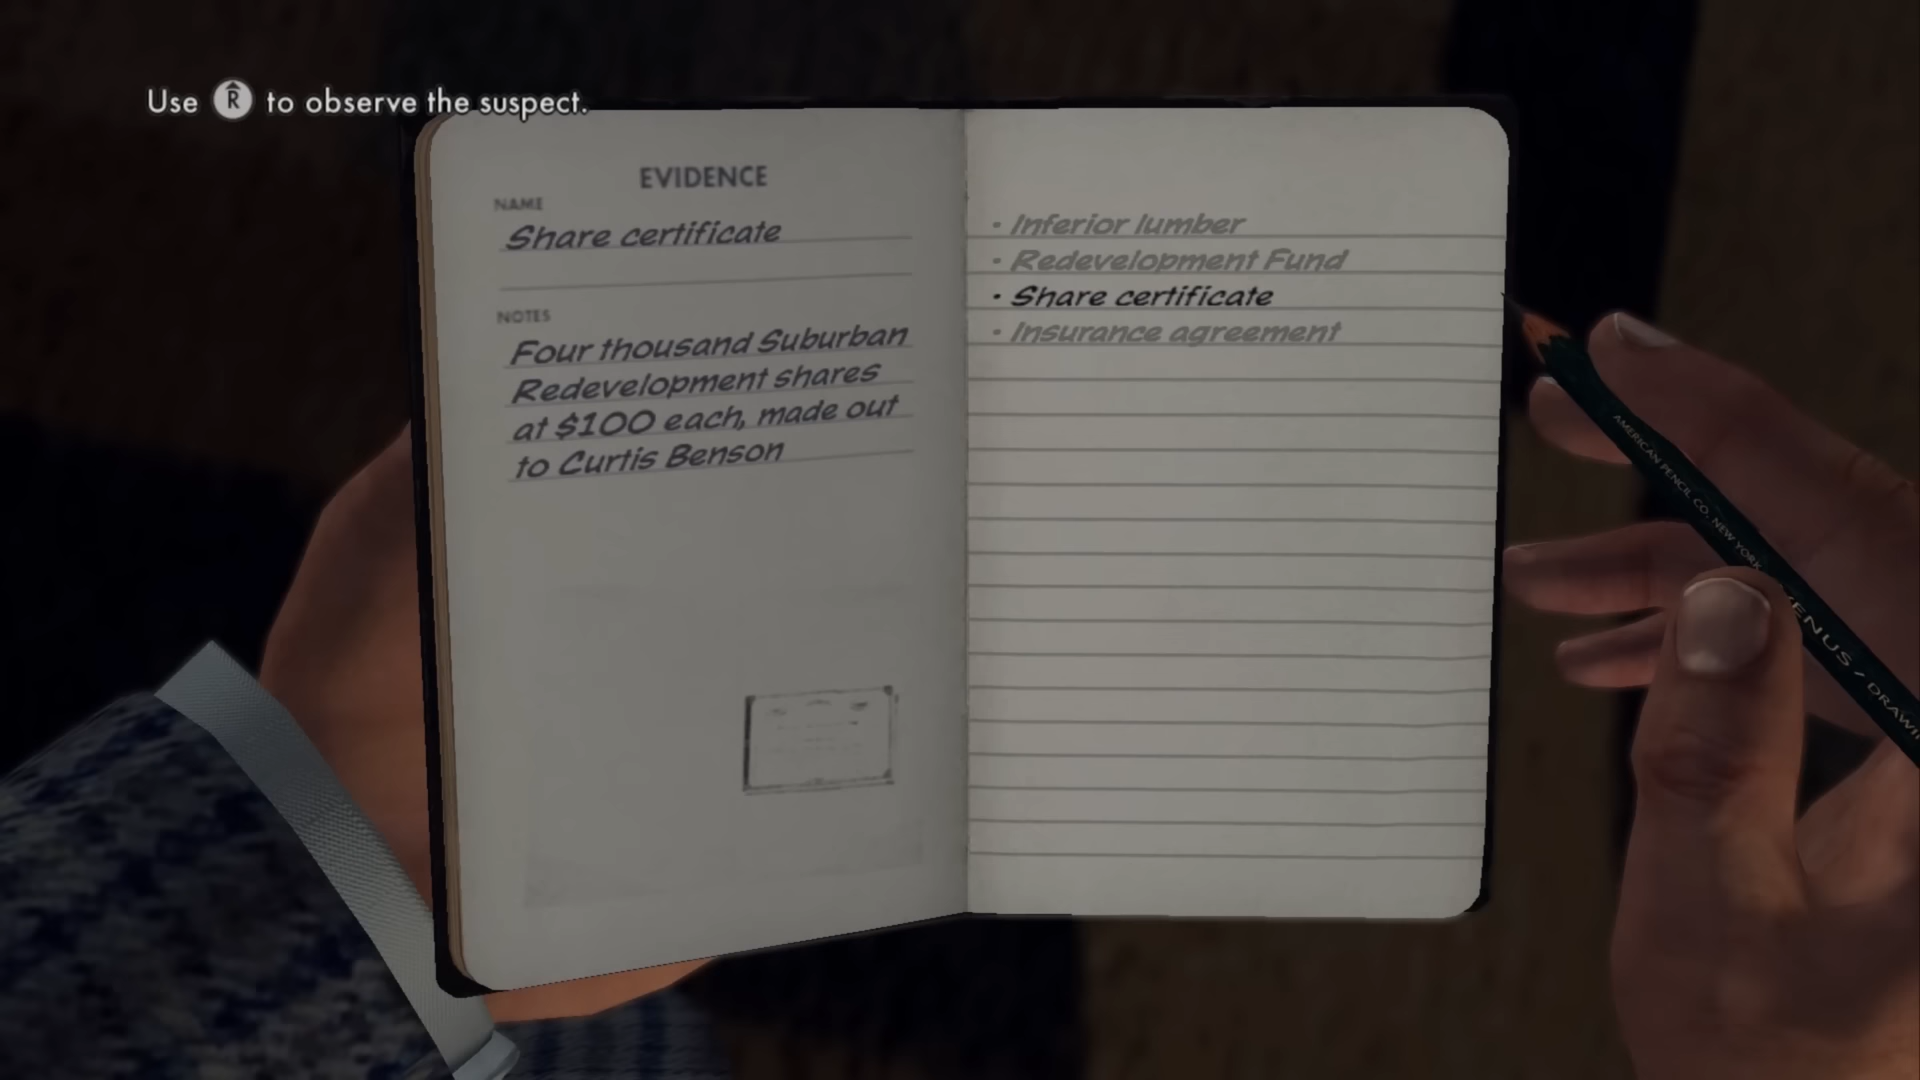 Use R to observe the suspect.
EVIDENCE
NAME
Share certificate
NOTES
Four thousand Suburban
Redevelopment shares
at $100 each, made out
to Curtis Benson
• Inferior lumber
• Redevelopment Fund
• Share certificate
• Insurance agreement
AMERICAN PENCIL CO. NEW YORK
VENUS / DRAWI